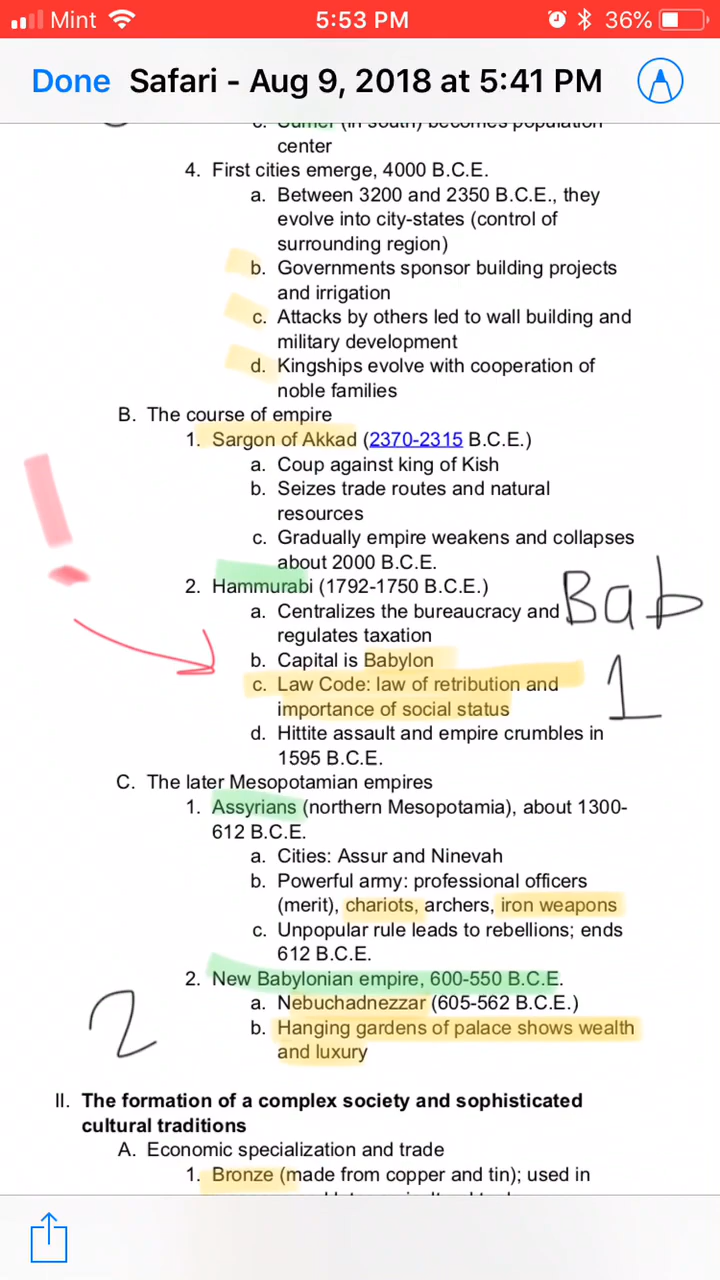 Mint 5:53 PM 36%
Done Safari - Aug 9, 2018 at 5:41 PM
c. Sumer (in south) becomes population
center
4. First cities emerge, 4000 B.C.E.
a. Between 3200 and 2350 B.C.E., they
evolve into city-states (control of
surrounding region)
b. Governments sponsor building projects
and irrigation
c. Attacks by others led to wall building and
military development
d. Kingships evolve with cooperation of
noble families
B. The course of empire
1. Sargon of Akkad (2370-2315 B.C.E.)
a. Coup against king of Kish
b. Seizes trade routes and natural
resources
c. Gradually empire weakens and collapses
about 2000 B.C.E.
!
2. Hammurabi (1792-1750 B.C.E.)
Bab
a. Centralizes the bureaucracy and
regulates taxation
b. Capital is Babylon
1
c. Law Code: law of retribution and
importance of social status
d. Hittite assault and empire crumbles in
1595 B.C.E.
C. The later Mesopotamian empires
1. Assyrians (northern Mesopotamia), about 1300-
612 B.C.E.
a. Cities: Assur and Ninevah
b. Powerful army: professional officers
(merit), chariots, archers, iron weapons
c. Unpopular rule leads to rebellions; ends
612 B.C.E.
2. New Babylonian empire, 600-550 B.C.E.
2
a. Nebuchadnezzar (605-562 B.C.E.)
b. Hanging gardens of palace shows wealth
and luxury
II. The formation of a complex society and sophisticated
cultural traditions
A. Economic specialization and trade
1. Bronze (made from copper and tin); used in